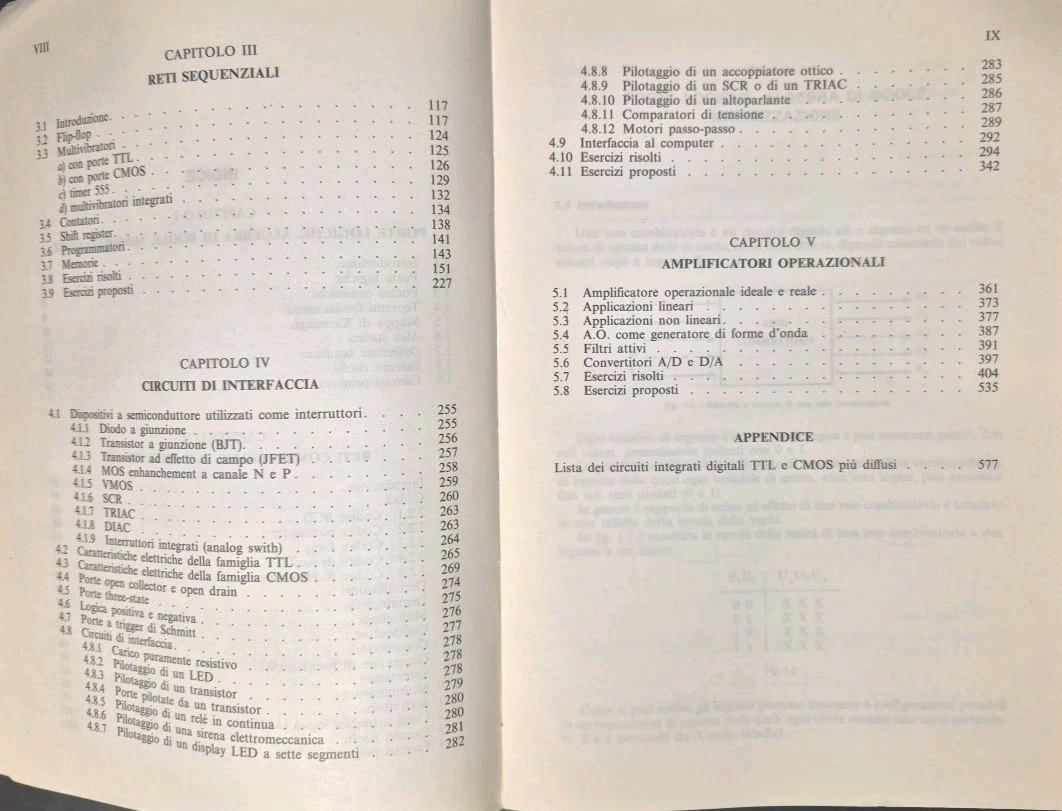 VIII
CAPITOLO III
RETI SEQUENZIALI
3.1 Introduzione. . . . . . . . . . 117
3.2 Flip-flop . . . . . . . . . . 117
3.3 Multivibratori . . . . . . . . . . 124
a) con porte TTL . . . . . . . . . . 125
b) con porte CMOS . . . . . . . . . . 126
c) timer 555 . . . . . . . . . . 129
d) multivibratori integrati . . . . . . . . . . 132
3.4 Contatori. . . . . . . . . . 134
3.5 Shift register. . . . . . . . . . 138
3.6 Programmatori . . . . . . . . . . 141
3.7 Memorie . . . . . . . . . . 143
3.8 Esercizi risolti . . . . . . . . . . 151
3.9 Esercizi proposti . . . . . . . . . . 227
CAPITOLO IV
CIRCUITI DI INTERFACCIA
4.1 Dispositivi a semiconduttore utilizzati come interruttori. . . . . 255
4.1.1 Diodo a giunzione . . . . . . . . . . 255
4.1.2 Transistor a giunzione (BJT). . . . . . . . . . 256
4.1.3 Transistor ad effetto di campo (JFET) . . . . . . . . 257
4.1.4 MOS enhanchement a canale N e P . . . . . . . . 258
4.1.5 VMOS . . . . . . . . . . 259
4.1.6 SCR . . . . . . . . . . 260
4.1.7 TRIAC . . . . . . . . . . 263
4.1.8 DIAC . . . . . . . . . . 263
4.1.9 Interruttori integrati (analog swith) . . . . . . . . 264
4.2 Caratteristiche elettriche della famiglia TTL . . . . . . . . 265
4.3 Caratteristiche elettriche della famiglia CMOS . . . . . . . 269
4.4 Porte open collector e open drain . . . . . . . . 274
4.5 Porte three-state . . . . . . . . . . 275
4.6 Logica positiva e negativa . . . . . . . . . . 276
4.7 Porte a trigger di Schmitt . . . . . . . . . . 277
4.8 Circuiti di interfaccia. . . . . . . . . . 278
4.8.1 Carico puramente resistivo . . . . . . . . . . 278
4.8.2 Pilotaggio di un LED . . . . . . . . . . 278
4.8.3 Pilotaggio di un transistor . . . . . . . . . . 279
4.8.4 Porte pilotate da un transistor . . . . . . . . . . 280
4.8.5 Pilotaggio di un relè in continua . . . . . . . . 280
4.8.6 Pilotaggio di una sirena elettromeccanica . . . . . . 281
4.8.7 Pilotaggio di un display LED a sette segmenti . . . . 282
IX
4.8.8 Pilotaggio di un accoppiatore ottico . . . . . . . . 283
4.8.9 Pilotaggio di un SCR o di un TRIAC . . . . . . . 285
4.8.10 Pilotaggio di un altoparlante . . . . . . . . . . 286
4.8.11 Comparatori di tensione . . . . . . . . . . 287
4.8.12 Motori passo-passo . . . . . . . . . . 289
4.9 Interfaccia al computer . . . . . . . . . . 292
4.10 Esercizi risolti . . . . . . . . . . 294
4.11 Esercizi proposti . . . . . . . . . . 342
CAPITOLO V
AMPLIFICATORI OPERAZIONALI
5.1 Amplificatore operazionale ideale e reale . . . . . . . . 361
5.2 Applicazioni lineari . . . . . . . . . . 373
5.3 Applicazioni non lineari. . . . . . . . . . 377
5.4 A.O. come generatore di forme d'onda . . . . . . . . 387
5.5 Filtri attivi . . . . . . . . . . 391
5.6 Convertitori A/D e D/A . . . . . . . . . . 397
5.7 Esercizi risolti . . . . . . . . . . 404
5.8 Esercizi proposti . . . . . . . . . . 535
APPENDICE
Lista dei circuiti integrati digitali TTL e CMOS più diffusi . . . . 577